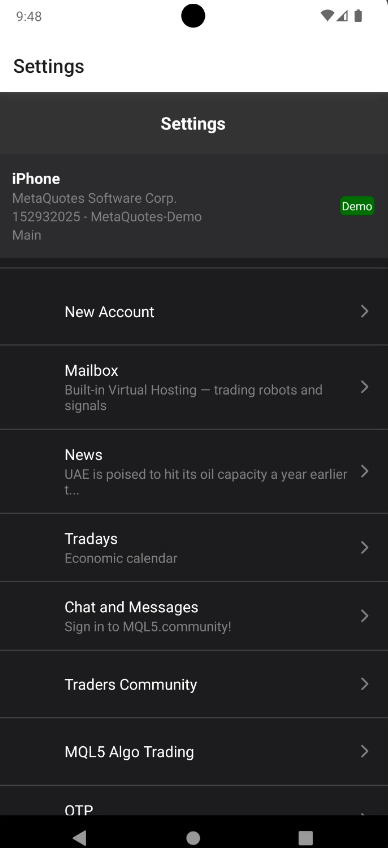 9:48
Settings
Settings
iPhone
MetaQuotes Software Corp.
152932025 - MetaQuotes-Demo
Main
Demo
New Account
Mailbox
Built-in Virtual Hosting — trading robots and
signals
News
UAE is poised to hit its oil capacity a year earlier
t...
Tradays
Economic calendar
Chat and Messages
Sign in to MQL5.community!
Traders Community
MQL5 Algo Trading
OTP